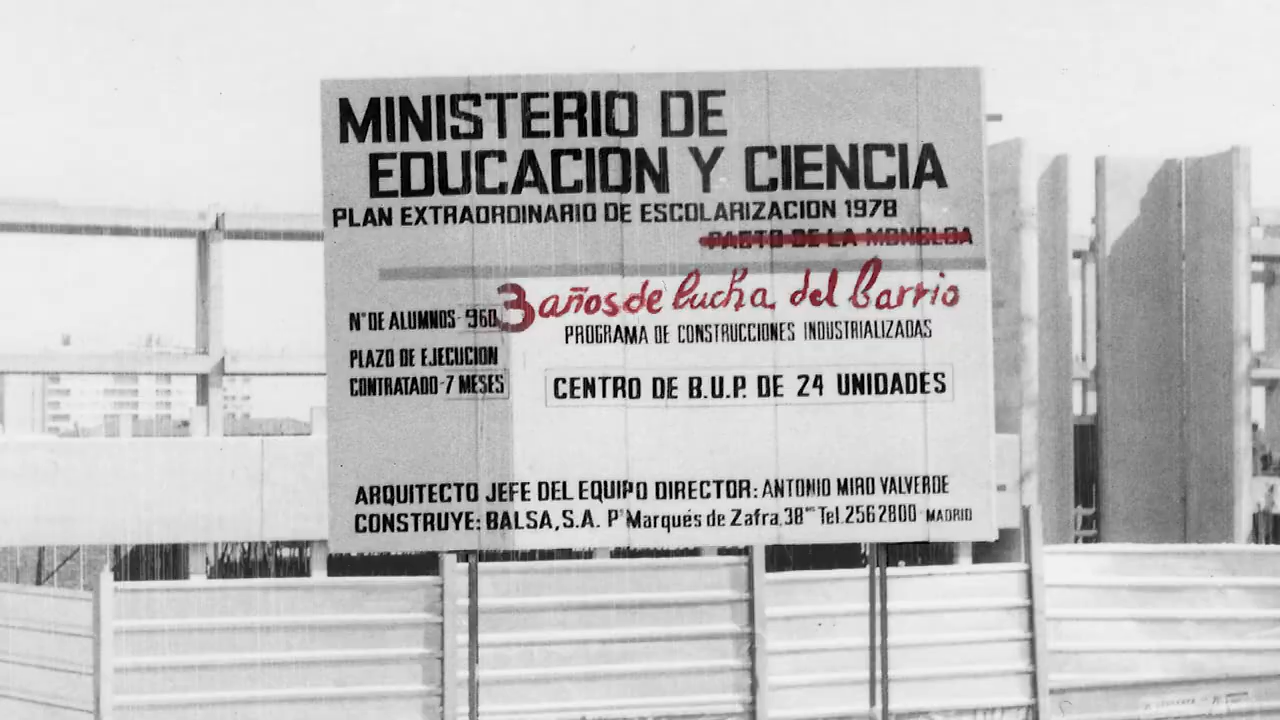 MINISTERIO DE
EDUCACION Y CIENCIA
PLAN EXTRAORDINARIO DE ESCOLARIZACION 1978
PACTO DE LA MONCLOA
3 años de lucha del barrio
Nº DE ALUMNOS - 960
PROGRAMA DE CONSTRUCCIONES INDUSTRIALIZADAS
PLAZO DE EJECUCION
CONTRATADO - 7 MESES
CENTRO DE B.U.P. DE 24 UNIDADES
ARQUITECTO JEFE DEL EQUIPO DIRECTOR: ANTONIO MIRO VALVERDE
CONSTRUYE: BALSA, S.A. Pº Marqués de Zafra, 38 Tel. 256 2800 MADRID